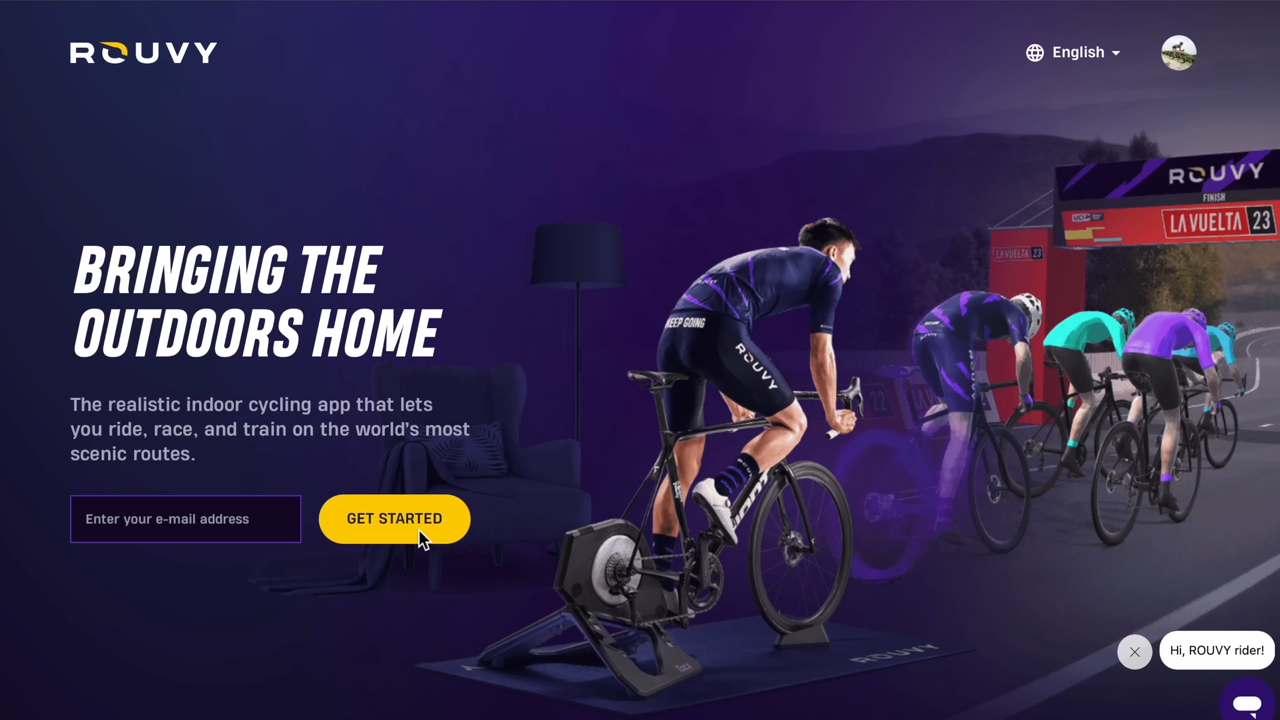 ROUVY
English
ROUVY
FINISH
LA VUELTA 23
LA VUELTA 23
BRINGING THE
OUTDOORS HOME
KEEP GOING
ROUVY
The realistic indoor cycling app that lets
you ride, race, and train on the world's most
scenic routes.
Enter your e-mail address
GET STARTED
ROUVY
Hi, ROUVY rider!